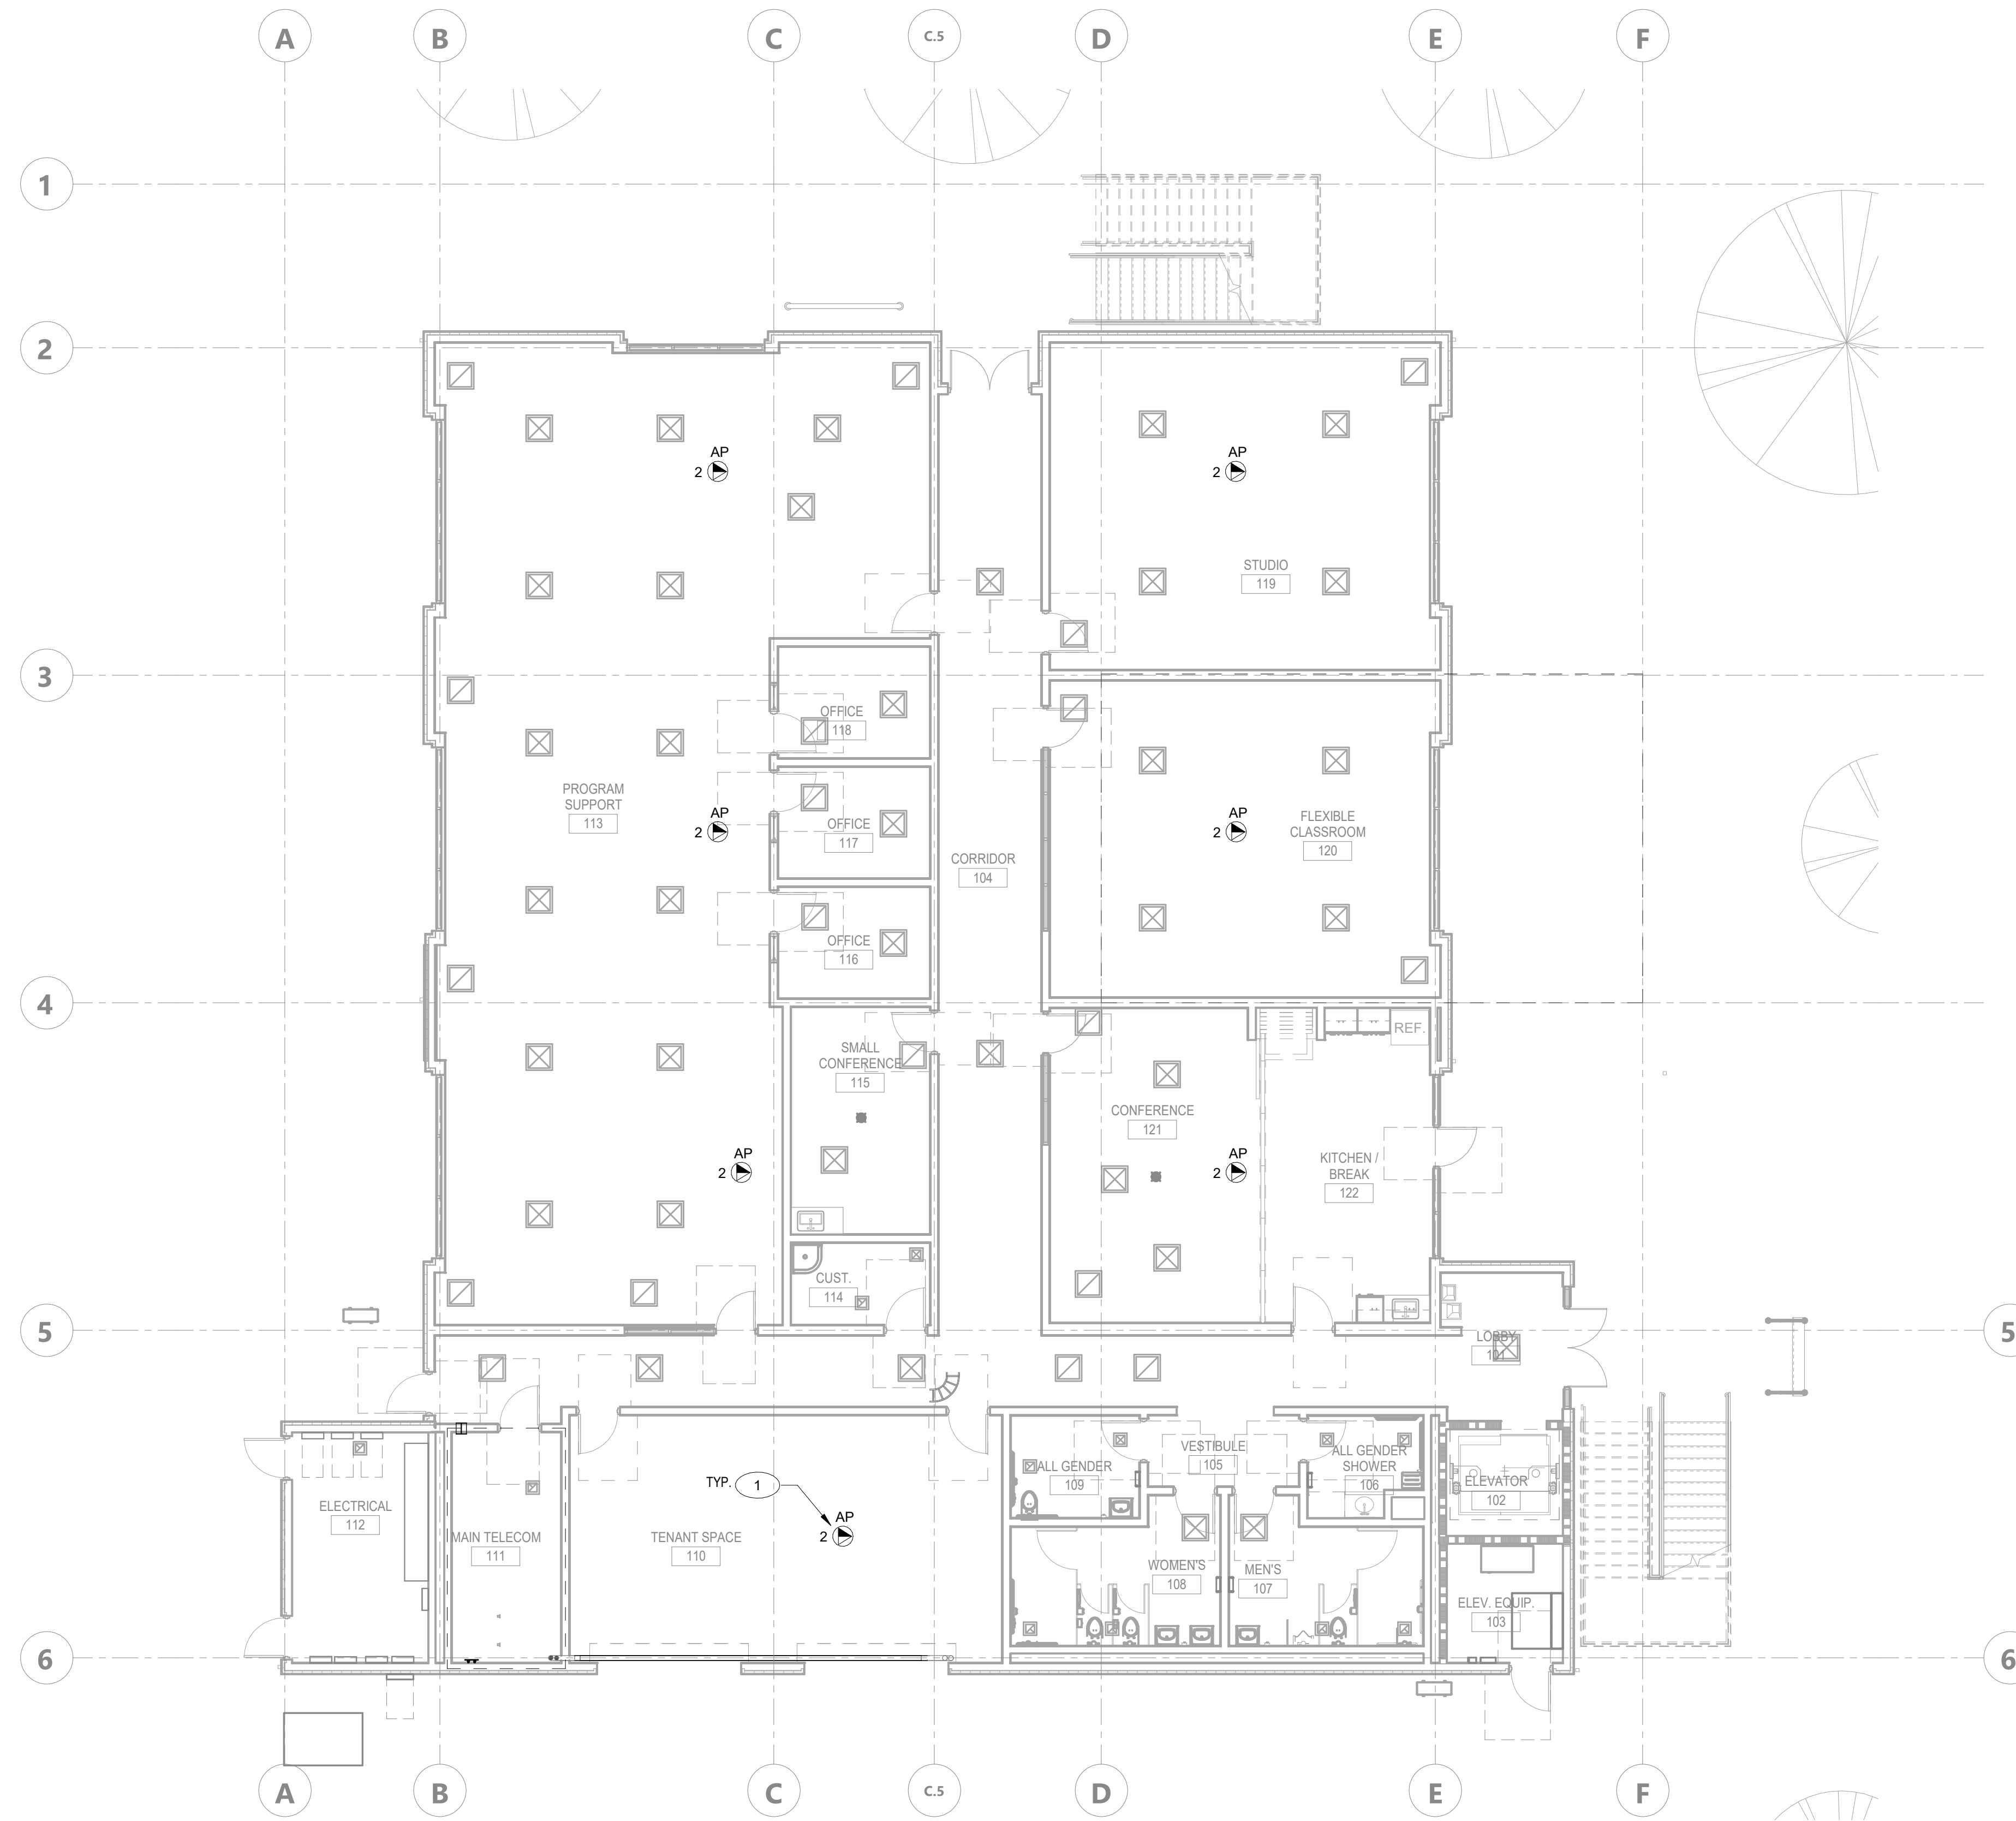 A B C C.5 D E F
1
2
AP
2
AP
2
STUDIO
119
3
OFFICE
118
PROGRAM
SUPPORT
113
AP
2
OFFICE
117
AP
2
FLEXIBLE
CLASSROOM
120
CORRIDOR
104
OFFICE
116
4
REF.
SMALL
CONFERENCE
115
CONFERENCE
121
AP
2
AP
2
KITCHEN /
BREAK
122
CUST.
114
5
LOBBY
101
5
VESTIBULE
105
ALL GENDER
109
ALL GENDER
SHOWER
106
ELEVATOR
102
TYP. 1
ELECTRICAL
112
MAIN TELECOM
111
TENANT SPACE
110
AP
2
WOMEN'S
108
MEN'S
107
ELEV. EQUIP.
103
6
6
A B C C.5 D E F